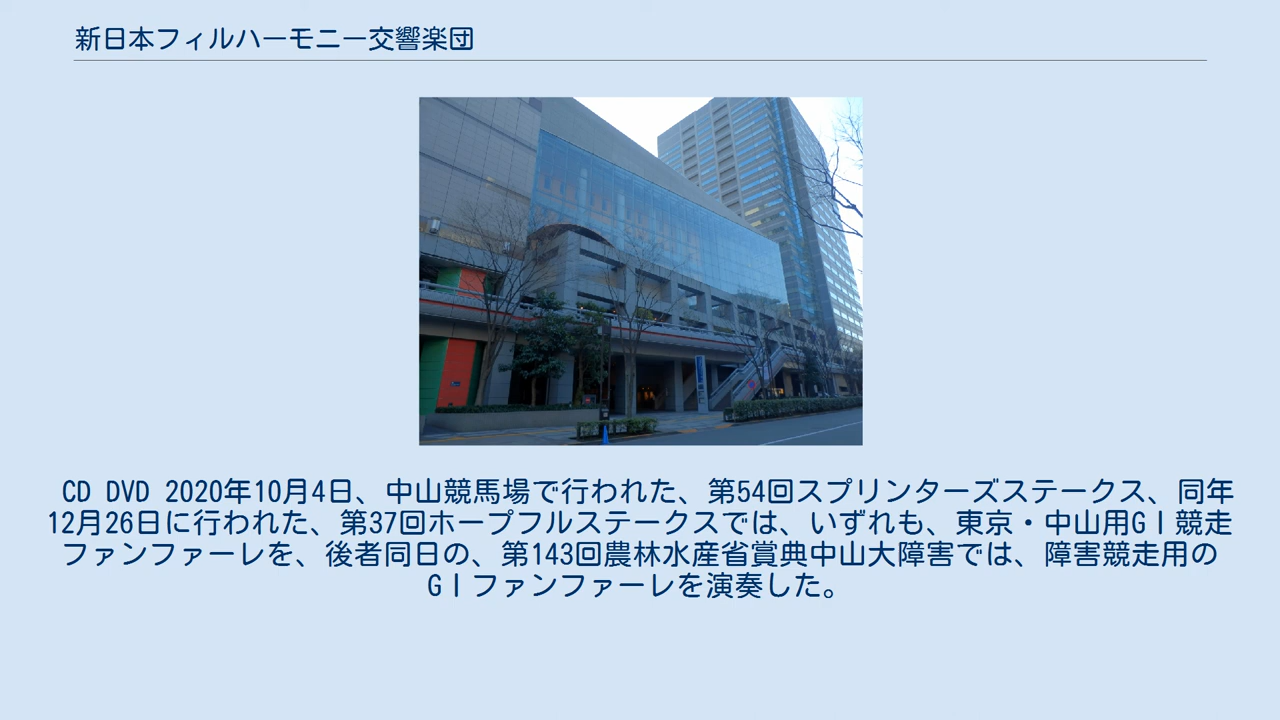 新日本フィルハーモニー交響楽団
CD DVD 2020年10月4日、中山競馬場で行われた、第54回スプリンターズステークス、同年
12月26日に行われた、第37回ホープフルステークスでは、いずれも、東京・中山用GⅠ競走
ファンファーレを、後者同日の、第143回農林水産省賞典中山大障害では、障害競走用の
GⅠファンファーレを演奏した。